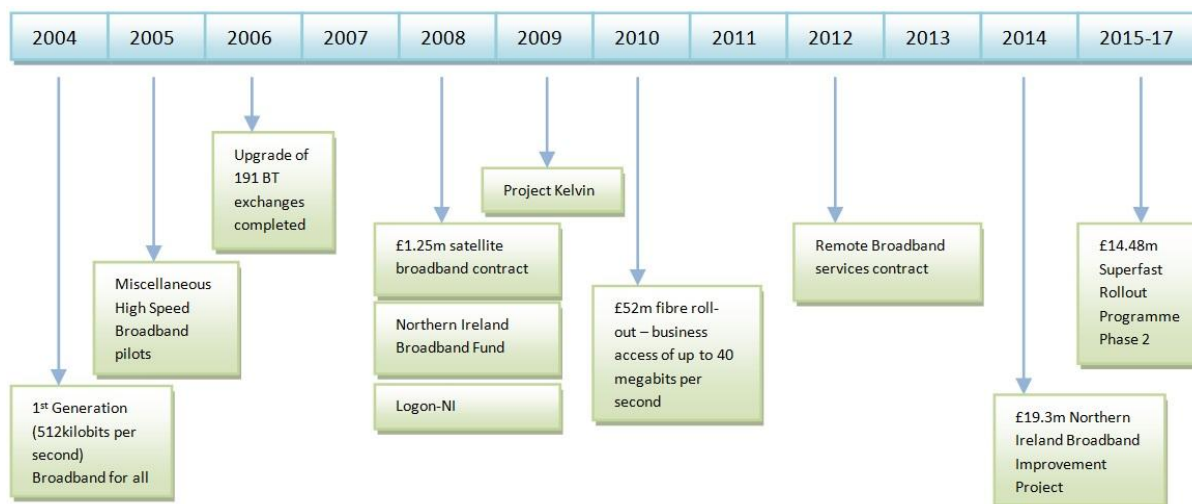 2004 2005 2006 2007 2008 2009 2010 2011 2012 2013 2014 2015-17
1st Generation
(512kilobits per
second)
Broadband for all
Miscellaneous
High Speed
Broadband
pilots
Upgrade of
191 BT
exchanges
completed
£1.25m satellite
broadband contract
Northern Ireland
Broadband Fund
Logon-NI
Project Kelvin
£52m fibre roll-
out – business
access of up to 40
megabits per
second
Remote Broadband
services contract
£19.3m Northern
Ireland Broadband
Improvement
Project
£14.48m
Superfast
Rollout
Programme
Phase 2